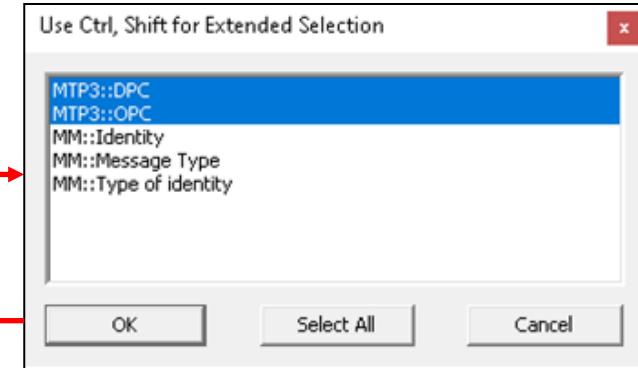 Use Ctrl, Shift for Extended Selection
x
MTP3::DPC
MTP3::OPC
MM::Identity
MM::Message Type
MM::Type of identity
OK Select All Cancel